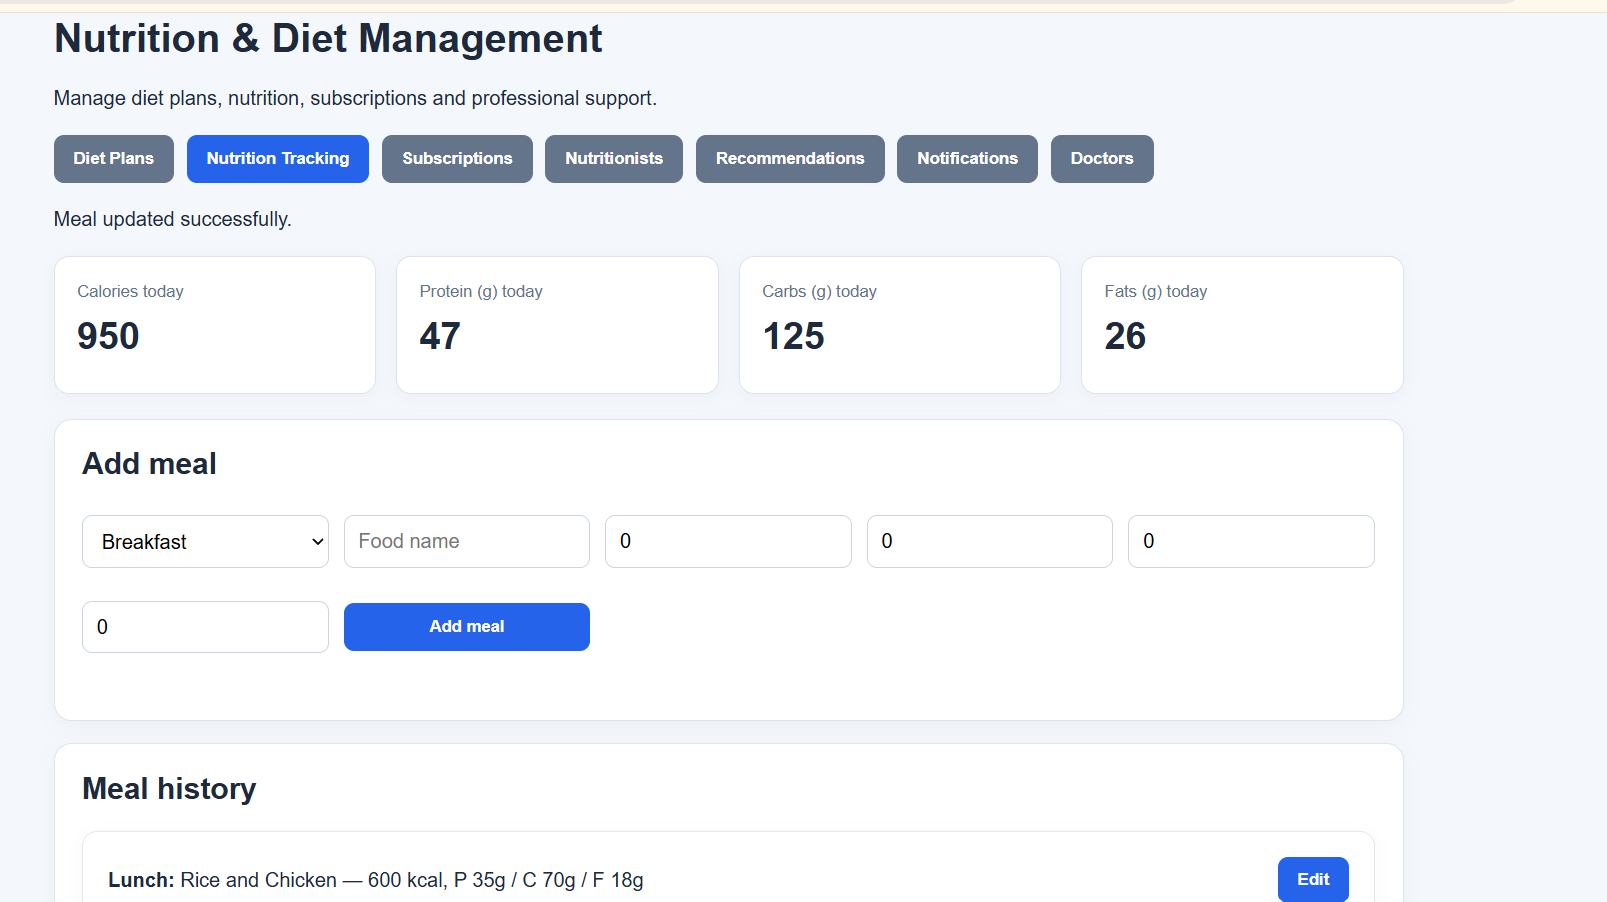 Nutrition & Diet Management
Manage diet plans, nutrition, subscriptions and professional support.
Diet Plans Nutrition Tracking Subscriptions Nutritionists Recommendations Notifications Doctors
Meal updated successfully.
Calories today Protein (g) today Carbs (g) today Fats (g) today
950 47 125 26
Add meal
Breakfast Food name 0 0 0
0 Add meal
Meal history
Lunch: Rice and Chicken — 600 kcal, P 35g / C 70g / F 18g Edit